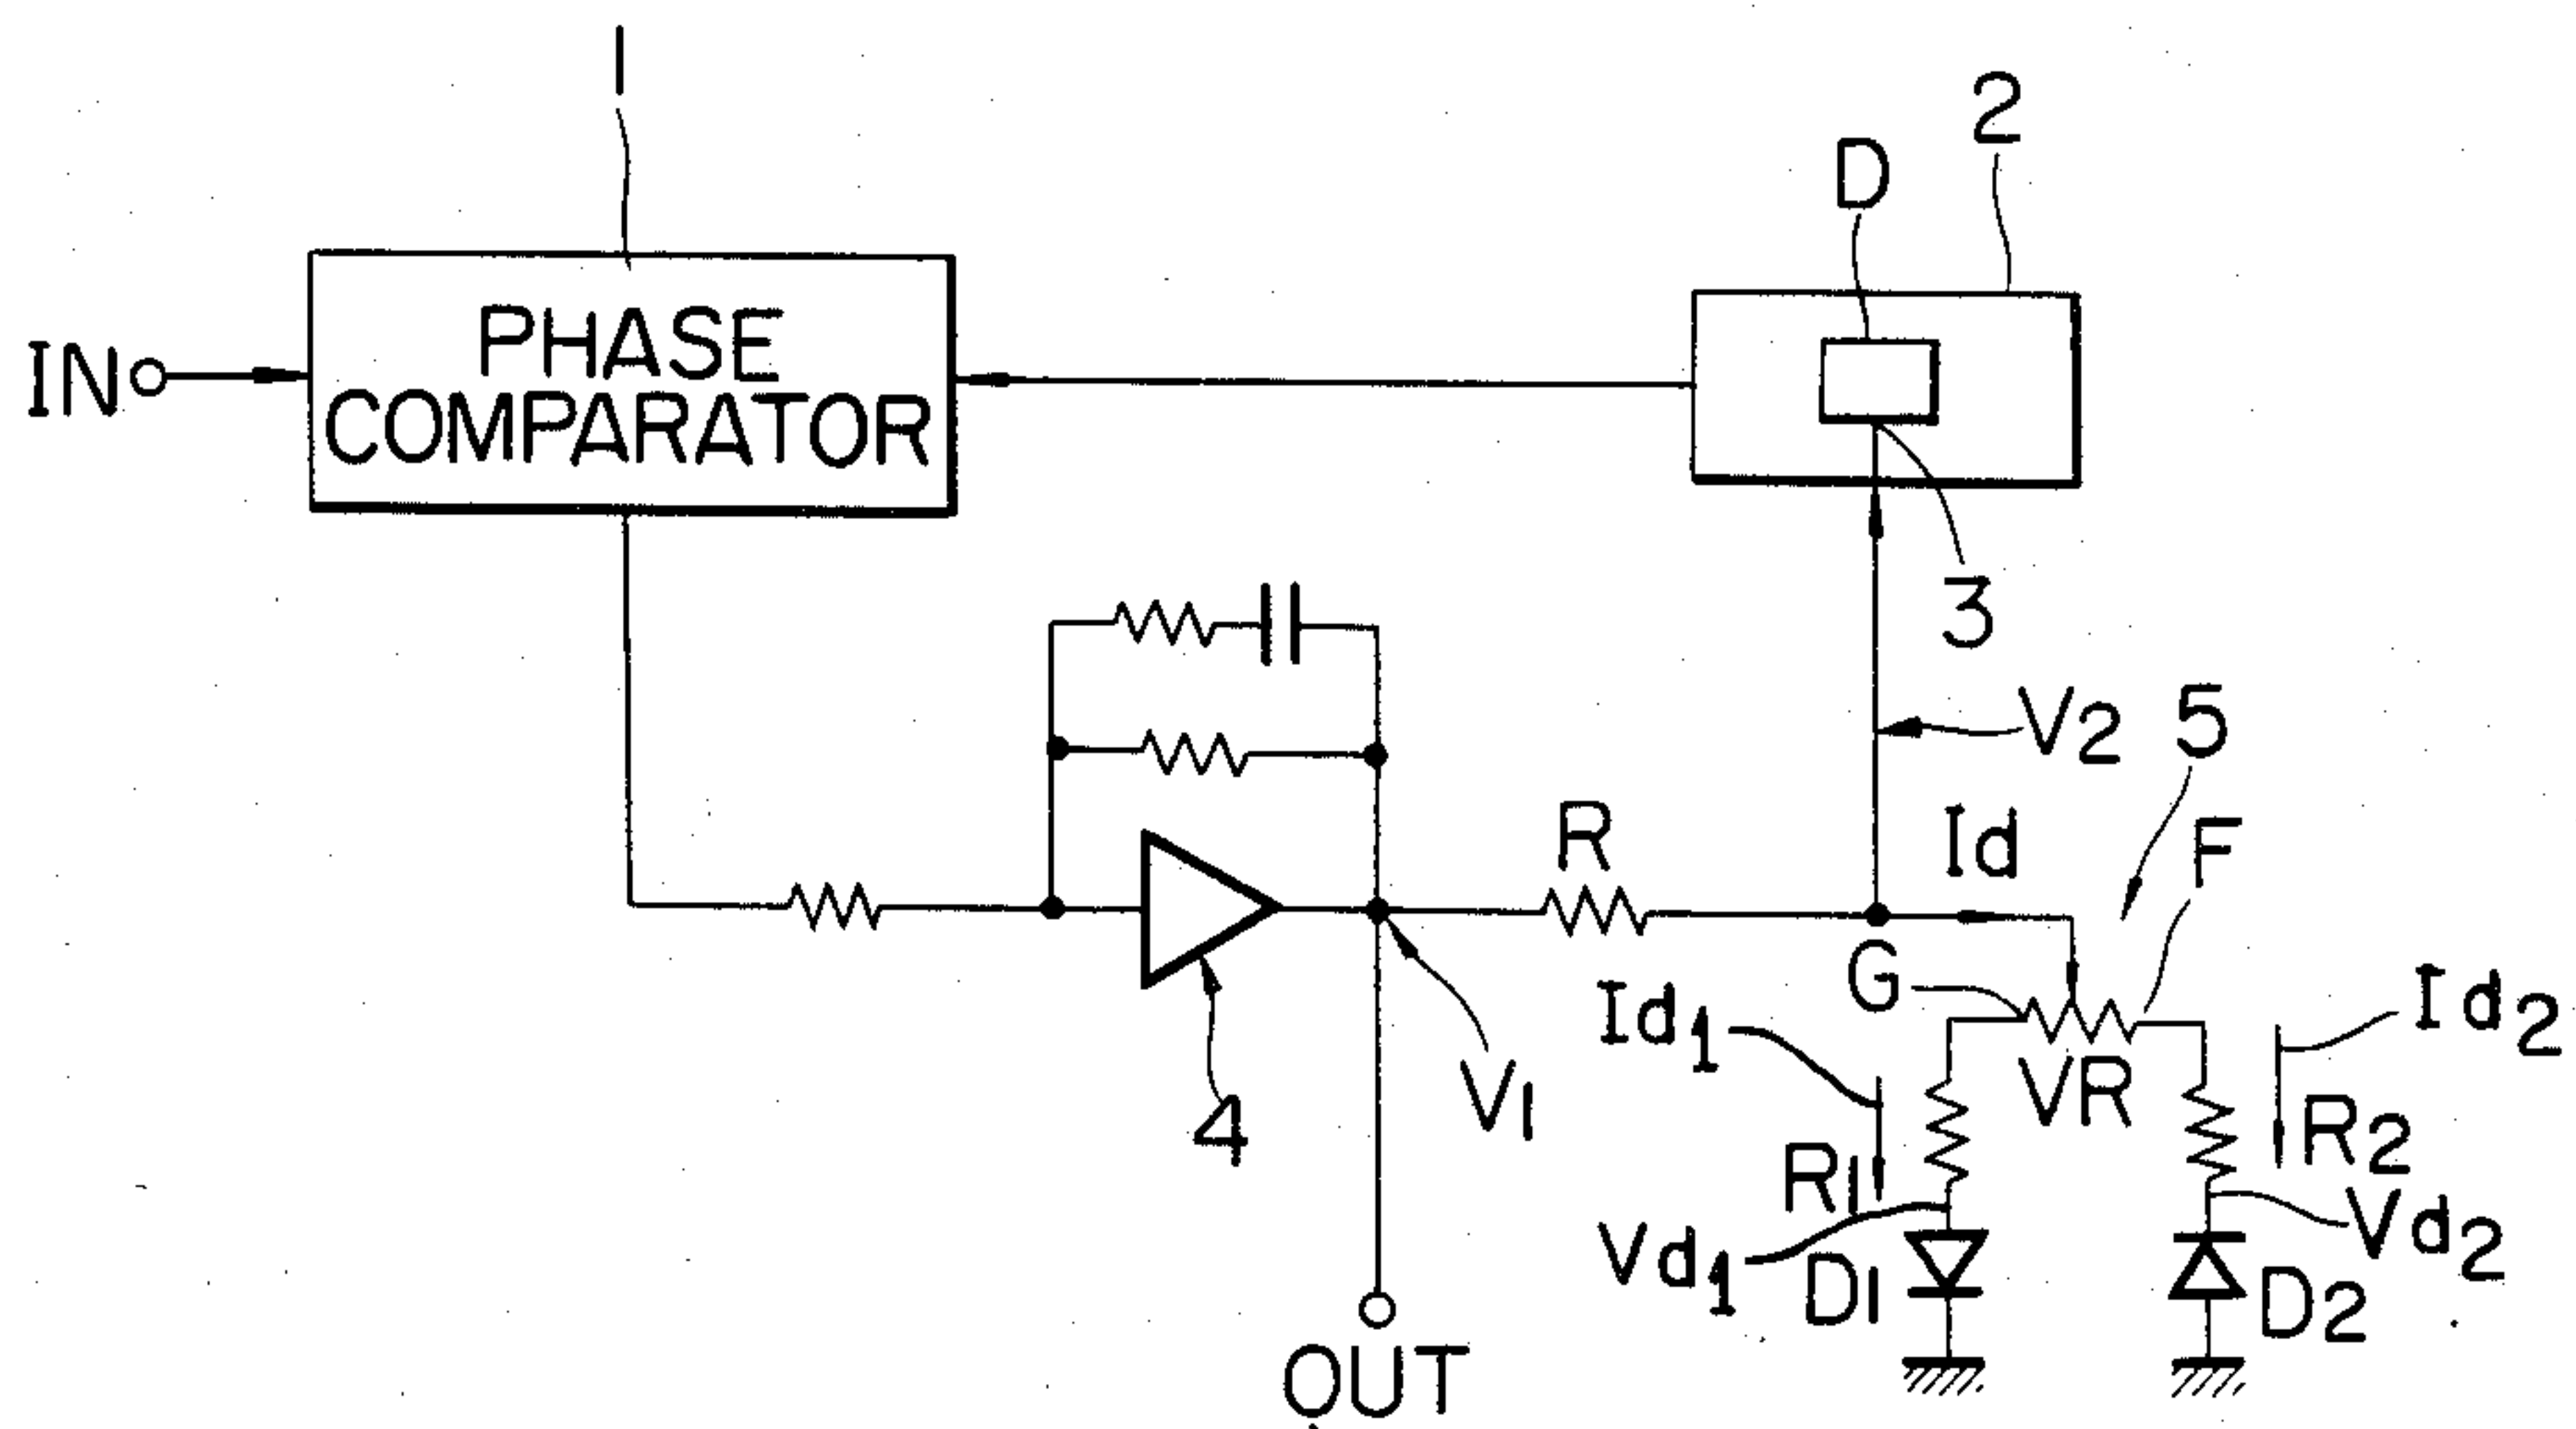 1
2
D
PHASE
COMPARATOR
IN
3
V2
5
Id
F
R
G
Id1
Id2
VR
V1
4
R1
R2
Vd1
Vd2
D1
D2
OUT